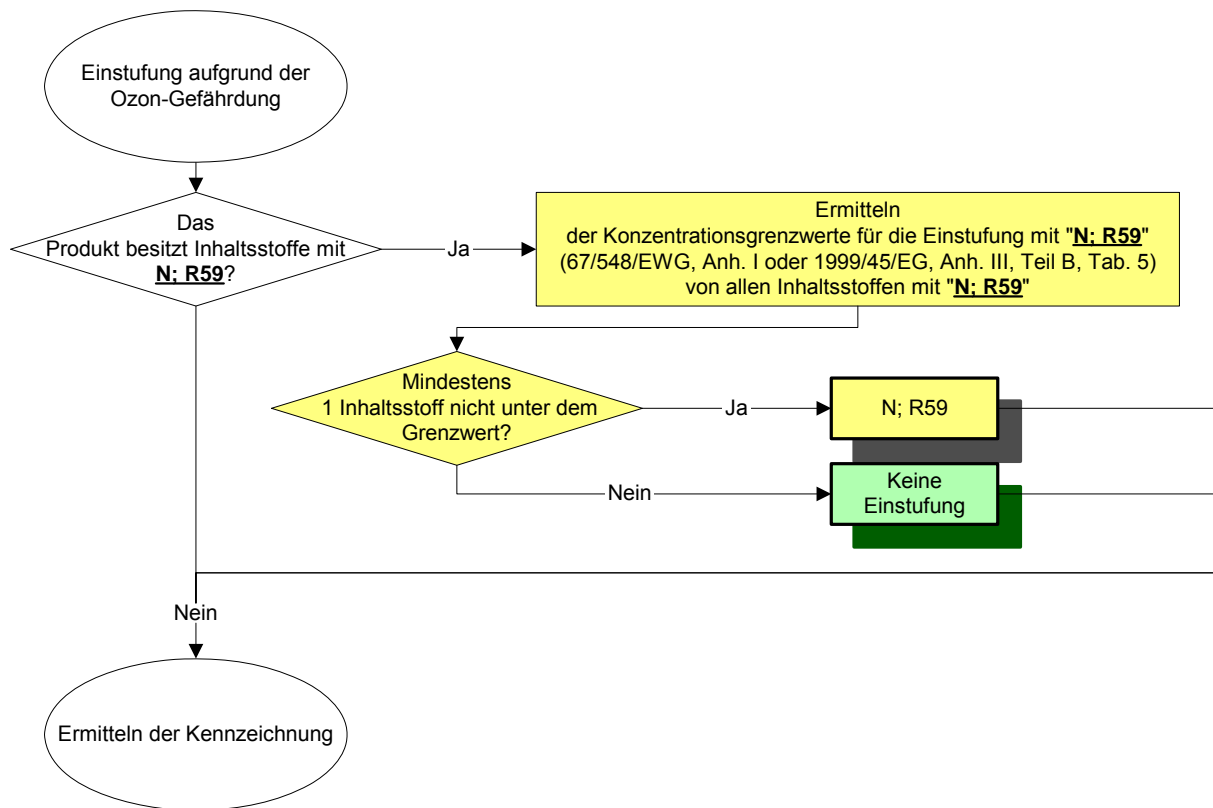 Einstufung aufgrund der
Ozon-Gefährdung
Das
Produkt besitzt Inhaltsstoffe mit
N; R59?
Ja
Ermitteln
der Konzentrationsgrenzwerte für die Einstufung mit "N; R59"
(67/548/EWG, Anh. I oder 1999/45/EG, Anh. III, Teil B, Tab. 5)
von allen Inhaltsstoffen mit "N; R59"
Mindestens
1 Inhaltsstoff nicht unter dem
Grenzwert?
Ja
N; R59
Nein
Keine
Einstufung
Nein
Ermitteln der Kennzeichnung